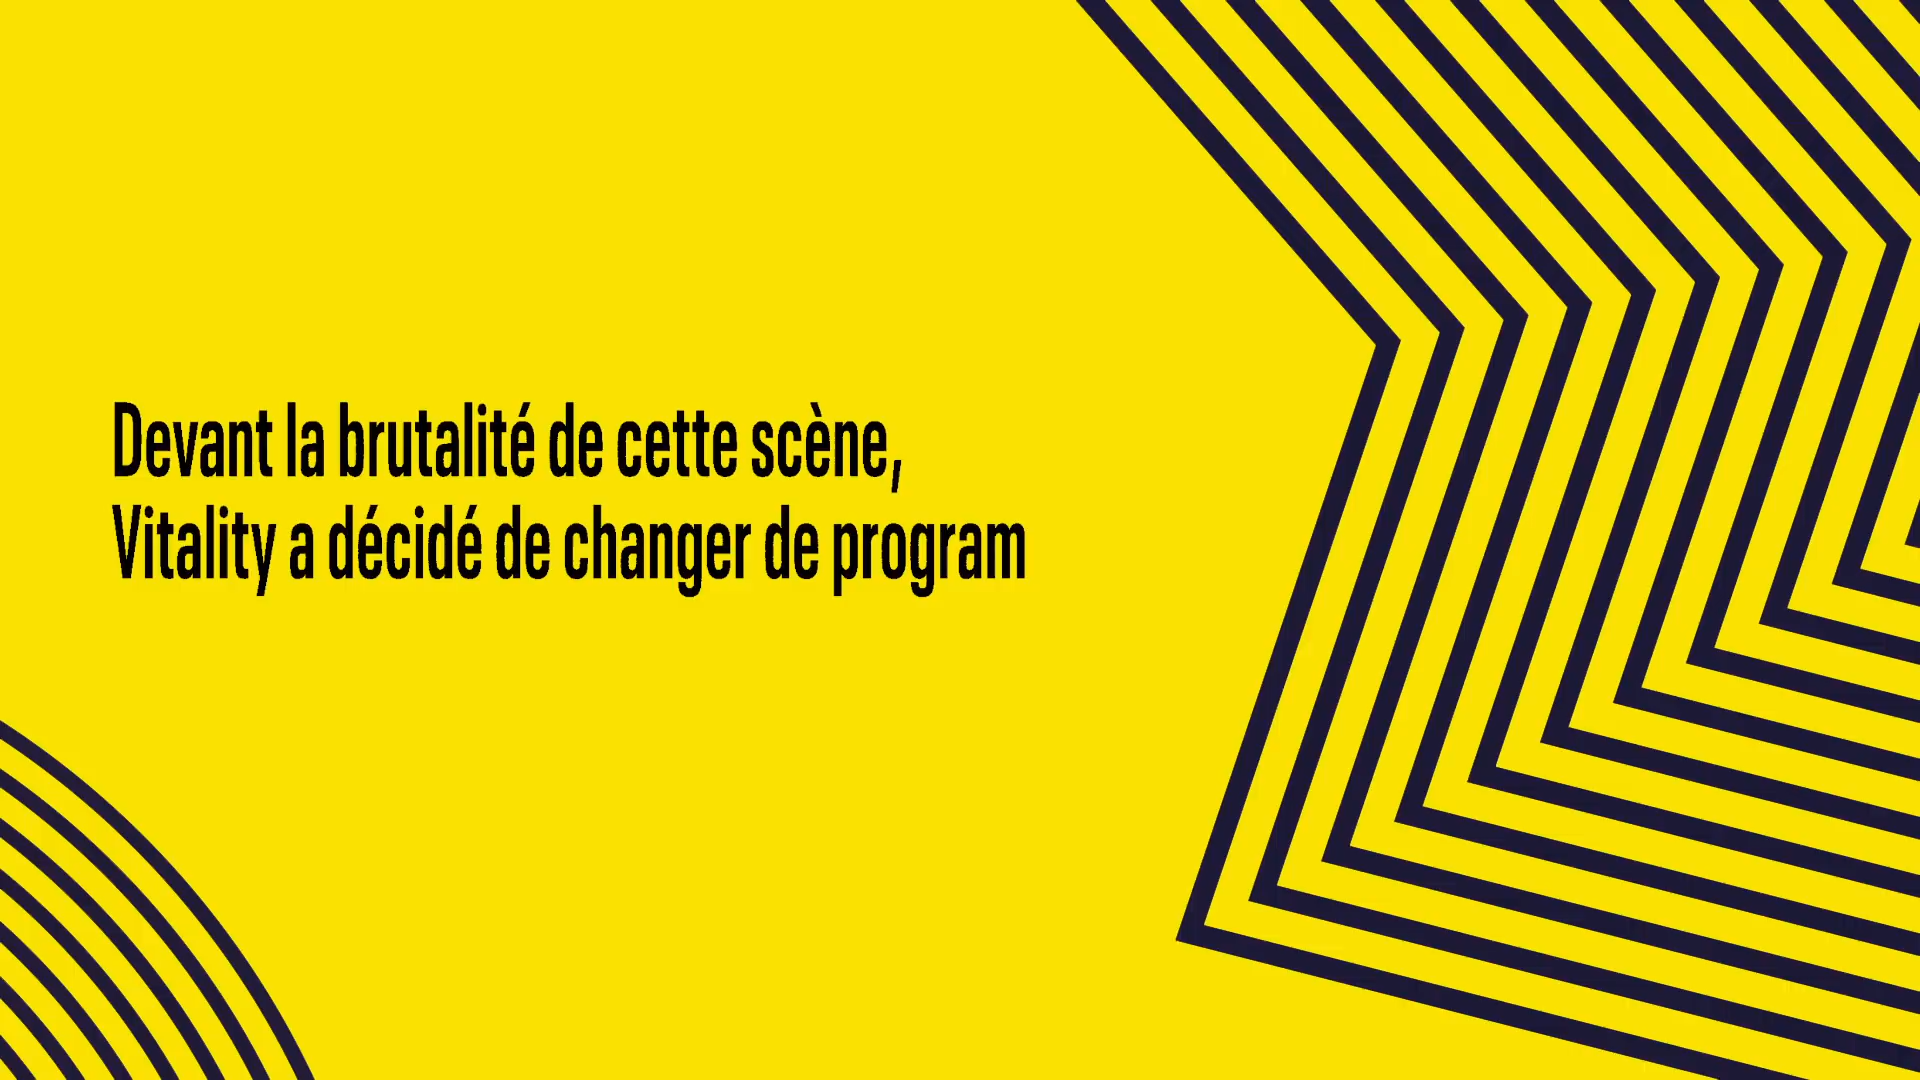 Devant la brutalité de cette scène,
Vitality a décidé de changer de program